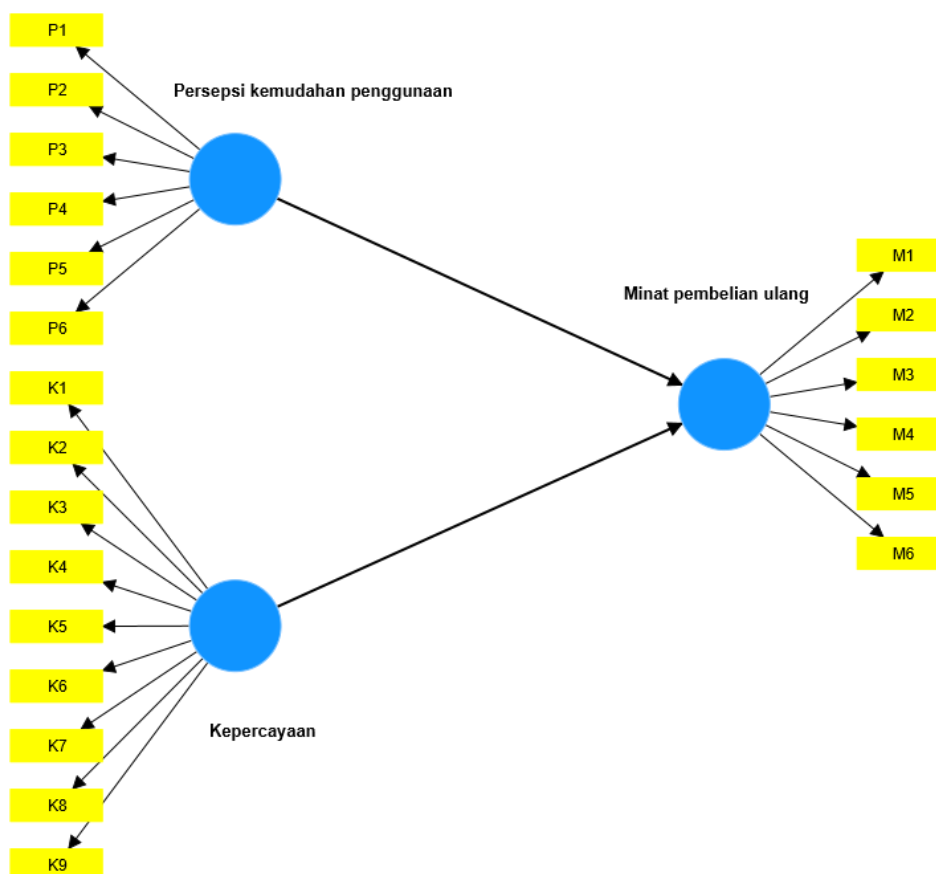 P1
P2
Persepsi kemudahan penggunaan
P3
P4
P5
P6
K1
K2
K3
K4
K5
K6
K7
K8
K9
Kepercayaan
Minat pembelian ulang
M1
M2
M3
M4
M5
M6